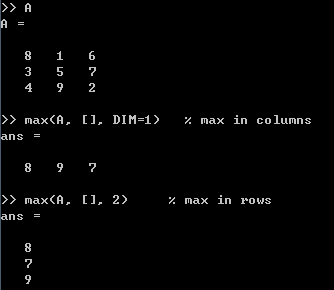 >> A
A =
8 1 6
3 5 7
4 9 2
>> max(A, [], DIM=1) % max in columns
ans =
8 9 7
>> max(A, [], 2) % max in rows
ans =
8
7
9